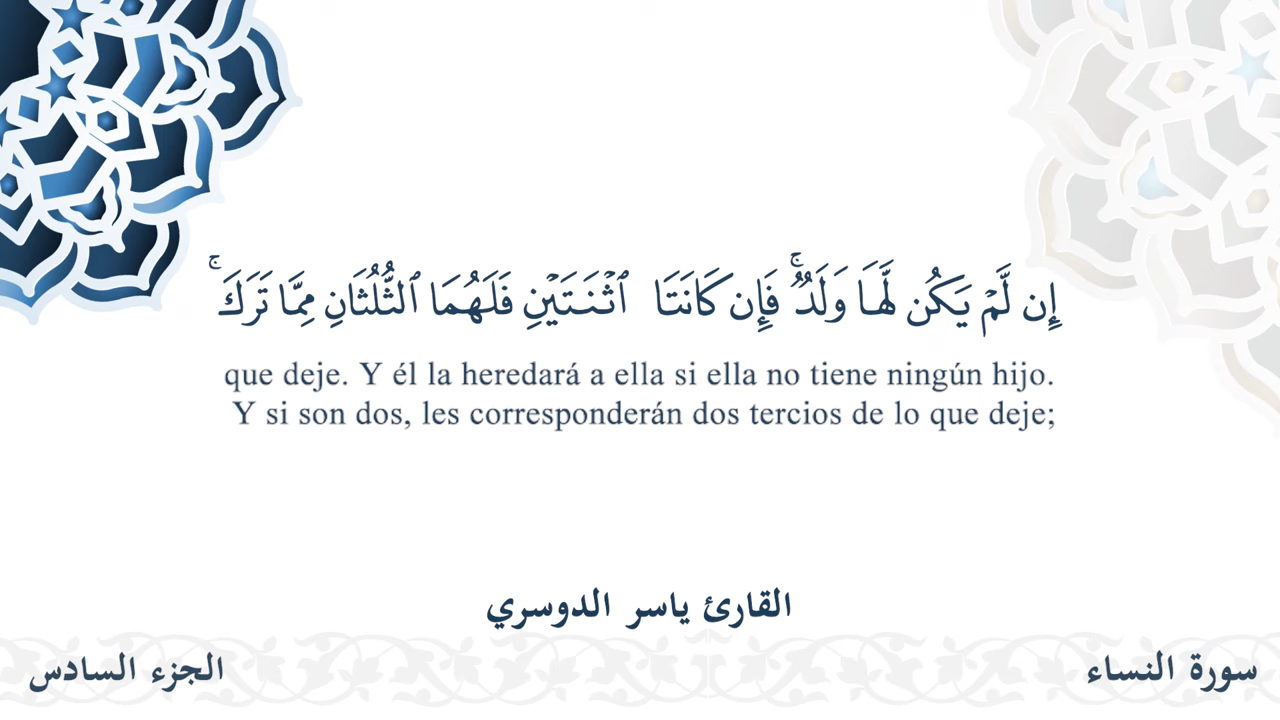 إِن لَّمْ يَكُن لَّهَا وَلَدٌ ۚ فَإِن كَانَتَا ٱثْنَتَيْنِ فَلَهُمَا ٱلثُّلُثَانِ مِمَّا تَرَكَ ۚ
que deje. Y él la heredará a ella si ella no tiene ningún hijo.
Y si son dos, les corresponderán dos tercios de lo que deje;
القارئ ياسر الدوسري
سورة النساء
الجزء السادس